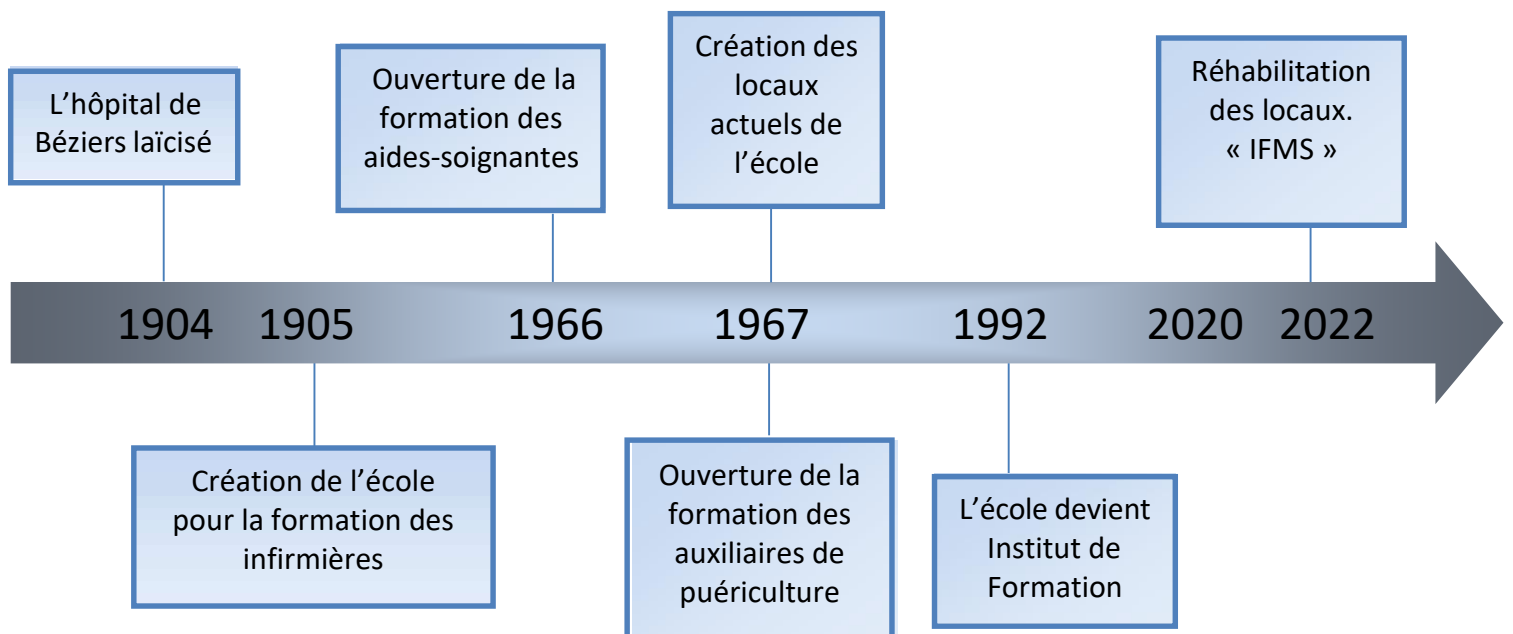 L’hôpital de
Béziers laïcisé
Ouverture de la
formation des
aides-soignantes
Création des
locaux
actuels de
l’école
Réhabilitation
des locaux.
« IFMS »
1904 1905 1966 1967 1992 2020 2022
Création de l’école
pour la formation des
infirmières
Ouverture de la
formation des
auxiliaires de
puériculture
L’école devient
Institut de
Formation